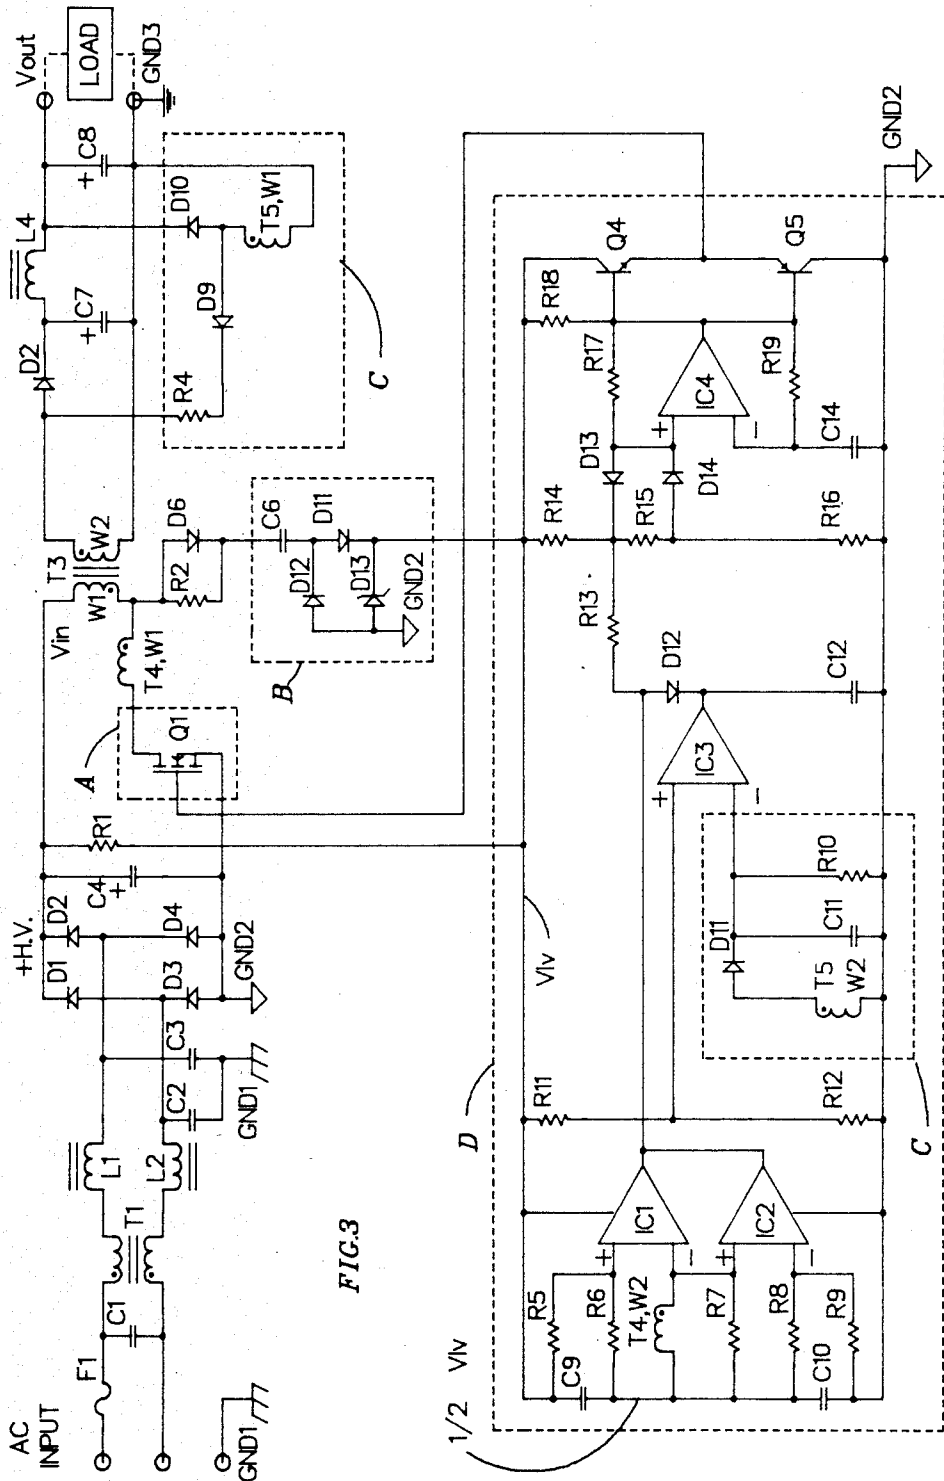 AC
INPUT
F1
GND1
C1
T1
L1
L2
C2
C3
GND1
+H.V.
D1
D2
D3
D4
GND2
C4
+
R1
A
Q1
Vin
T4,W1
T3
W1
W2
R2
D6
B
C6
D12
D11
D13
GND2
D2
C7
+
L4
C8
+
Vout
LOAD
GND3
R4
D9
D10
T5,W1
C
FIG.3
D
1/2 Vlv
Vlv
R5
C9
R6
T4,W2
R7
R8
C10
R9
+
IC1
-
+
IC2
-
R11
R12
D11
T5
W2
C11
R10
C
+
IC3
-
D12
C12
R13
R14
R15
R16
D13
D14
R17
R18
+
IC4
-
R19
C14
Q4
Q5
GND2